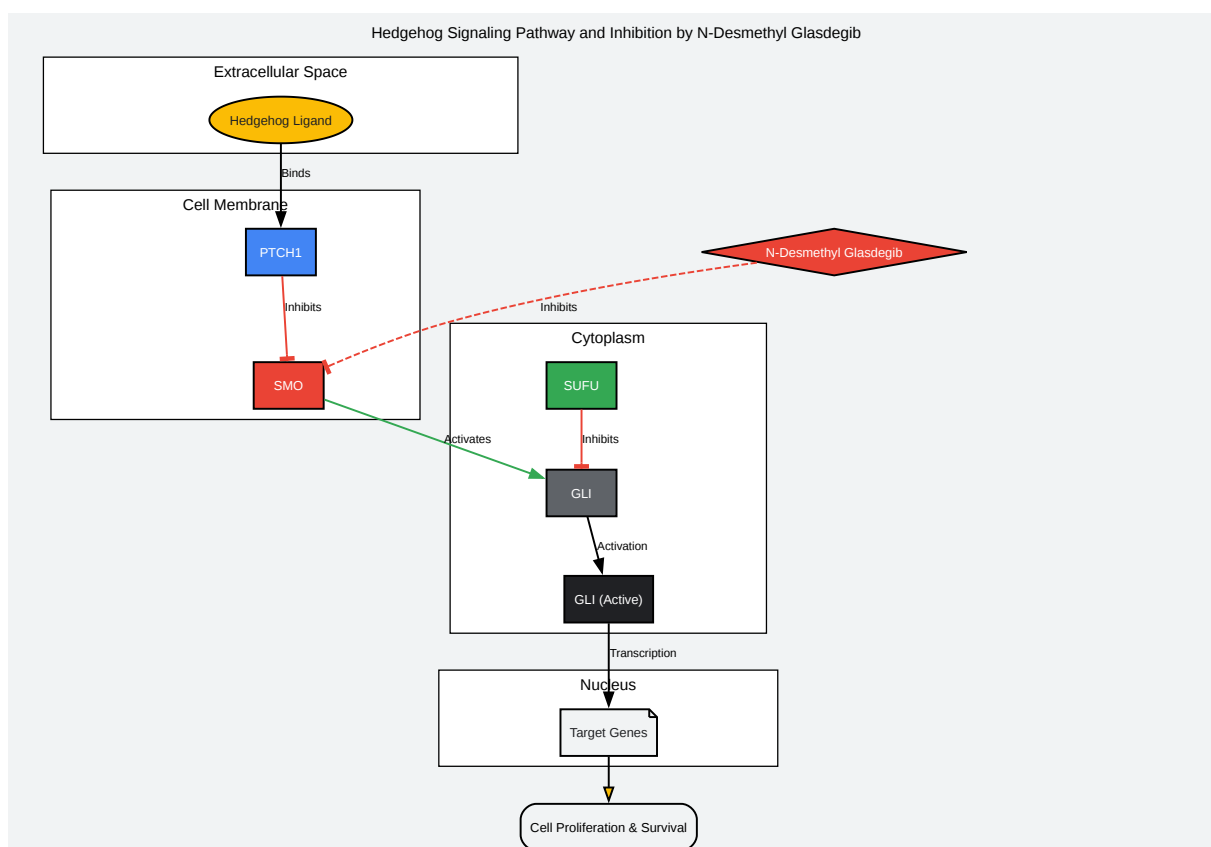 Hedgehog Signaling Pathway and Inhibition by N-Desmethyl Glasdegib
Extracellular Space
Hedgehog Ligand
Binds
Cell Membrane
PTCH1
N-Desmethyl Glasdegib
Inhibits
Inhibits
Cytoplasm
SMO
SUFU
Activates
Inhibits
GLI
Activation
GLI (Active)
Transcription
Nucleus
Target Genes
Cell Proliferation & Survival